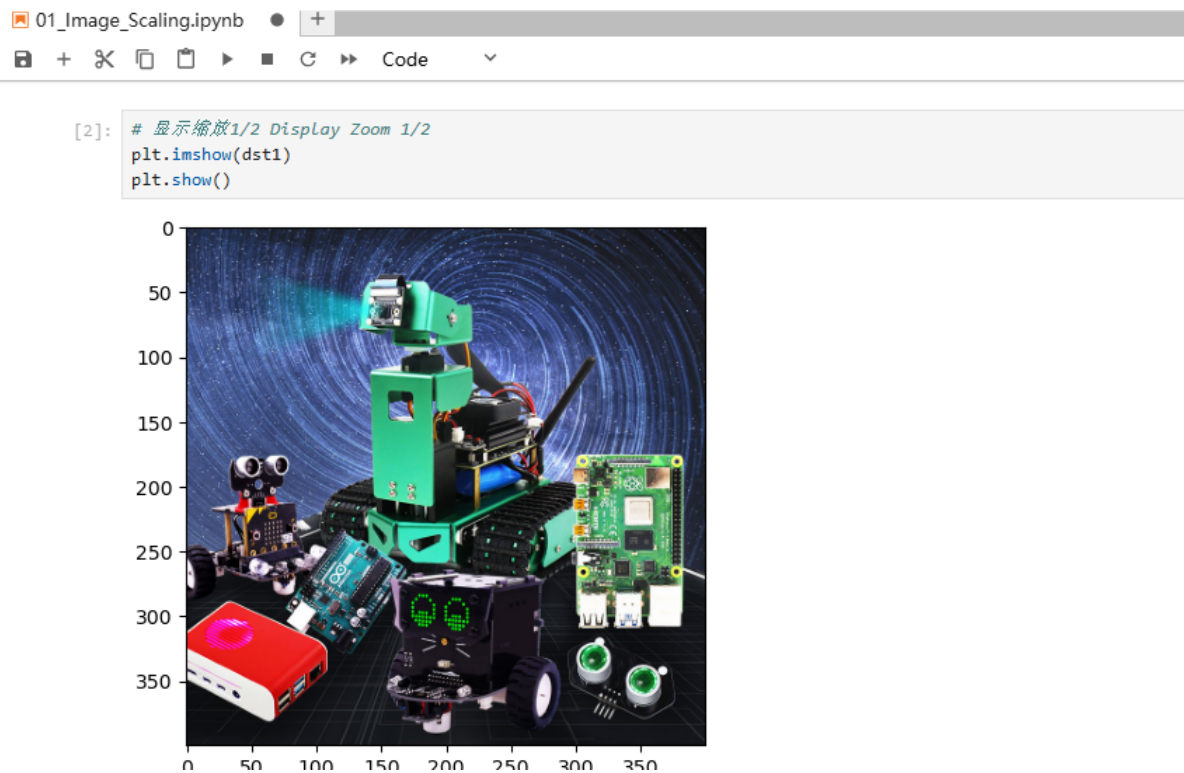 01_Image_Scaling.ipynb
Code
[2]:
# 显示缩放1/2 Display Zoom 1/2
plt.imshow(dst1)
plt.show()
0
50
100
150
200
250
300
350
0 50 100 150 200 250 300 350